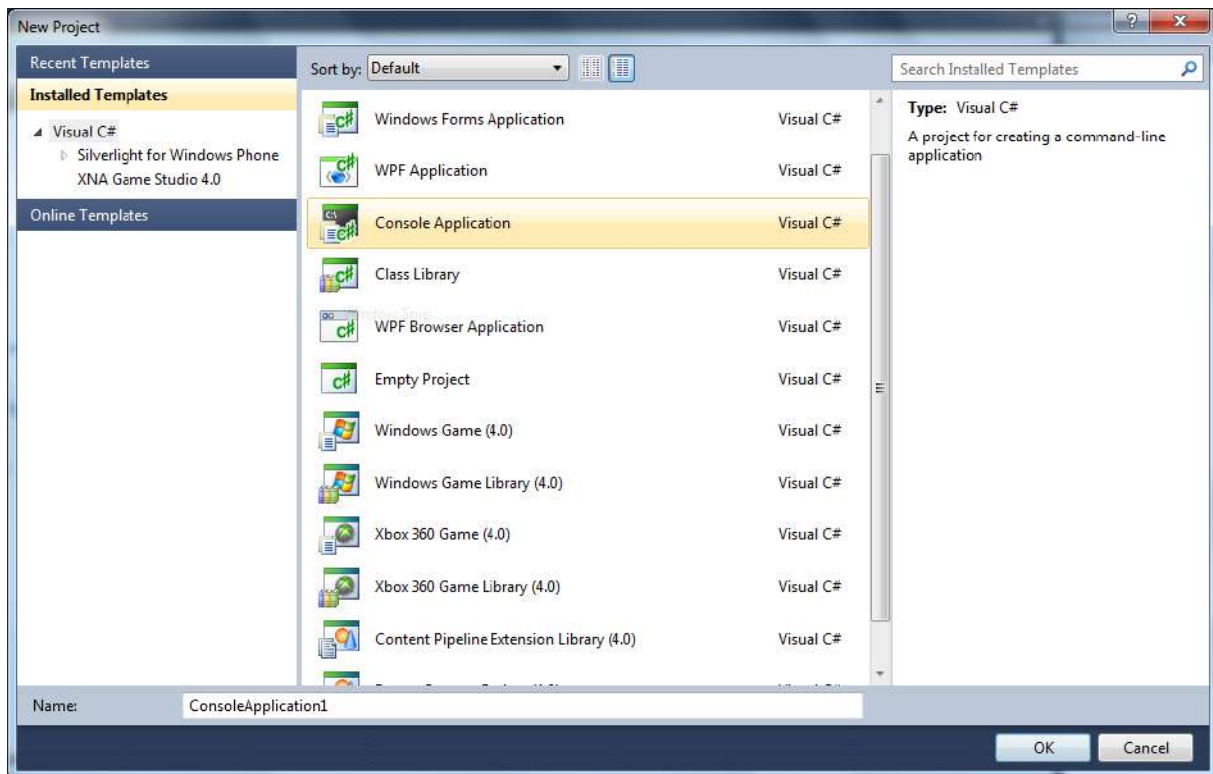 New Project
Recent Templates
Installed Templates
Visual C#
Silverlight for Windows Phone
XNA Game Studio 4.0
Online Templates
Sort by: Default
Windows Forms Application Visual C#
WPF Application Visual C#
Console Application Visual C#
Class Library Visual C#
WPF Browser Application Visual C#
Empty Project Visual C#
Windows Game (4.0) Visual C#
Windows Game Library (4.0) Visual C#
Xbox 360 Game (4.0) Visual C#
Xbox 360 Game Library (4.0) Visual C#
Content Pipeline Extension Library (4.0) Visual C#
Search Installed Templates
Type: Visual C#
A project for creating a command-line
application
Name: ConsoleApplication1
OK Cancel